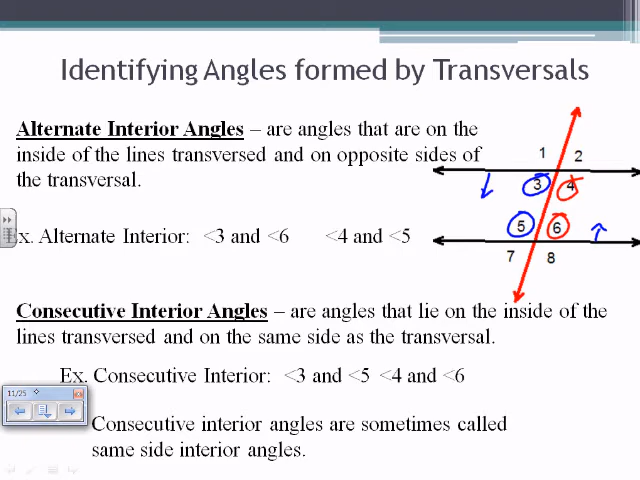 Identifying Angles formed by Transversals
Alternate Interior Angles – are angles that are on the
inside of the lines transversed and on opposite sides of
the transversal.
Ex. Alternate Interior: <3 and <6 <4 and <5
1 2
3 4
5 6
7 8
Consecutive Interior Angles – are angles that lie on the inside of the
lines transversed and on the same side as the transversal.
Ex. Consecutive Interior: <3 and <5 <4 and <6
11/25
Consecutive interior angles are sometimes called
same side interior angles.